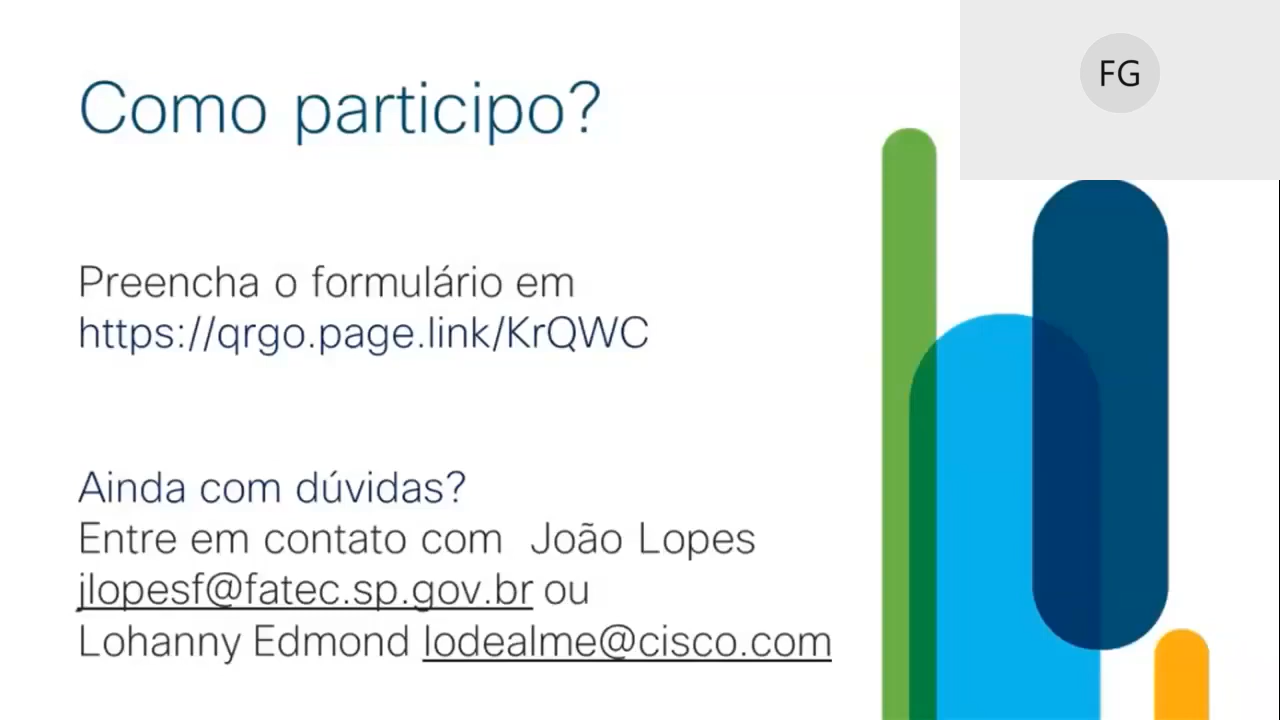 Como participo?
FG
Preencha o formulário em
https://qrgo.page.link/KrQWC
Ainda com dúvidas?
Entre em contato com João Lopes
jlopesf@fatec.sp.gov.br ou
Lohanny Edmond lodealme@cisco.com